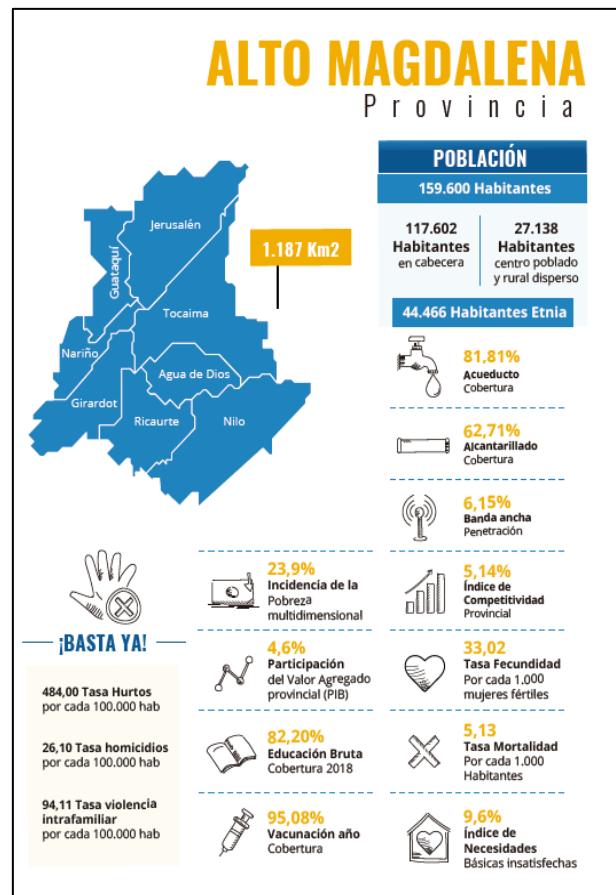 ALTO MAGDALENA
Provincia
POBLACIÓN
159.600 Habitantes
117.602
Habitantes
en cabecera
27.138
Habitantes
centro poblado
y rural disperso
44.466 Habitantes Etnia
1.187 Km2
Jerusalén
Guataquí
Tocaima
Nariño
Agua de Dios
Girardot
Ricaurte
Nilo
81,81%
Acueducto
Cobertura
62,71%
Alcantarillado
Cobertura
6,15%
Banda ancha
Penetración
23,9%
Incidencia de la
Pobreza
multidimensional
5,14%
Índice de
Competitividad
Provincial
¡BASTA YA!
484,00 Tasa Hurtos
por cada 100.000 hab
26,10 Tasa homicidios
por cada 100.000 hab
94,11 Tasa violencia
intrafamiliar
por cada 100.000 hab
4,6%
Participación
del Valor Agregado
provincial (PIB)
33,02
Tasa Fecundidad
Por cada 1.000
mujeres fértiles
82,20%
Educación Bruta
Cobertura 2018
5,13
Tasa Mortalidad
Por cada 1.000
Habitantes
95,08%
Vacunación año
Cobertura
9,6%
Índice de
Necesidades
Básicas insatisfechas